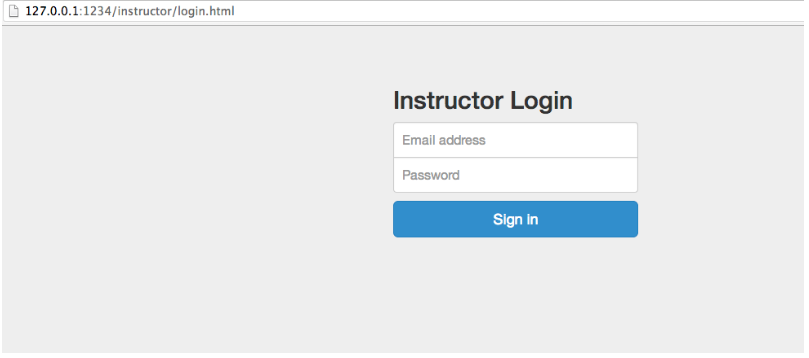 127.0.0.1:1234/instructor/login.html
Instructor Login
Email address
Password
Sign in